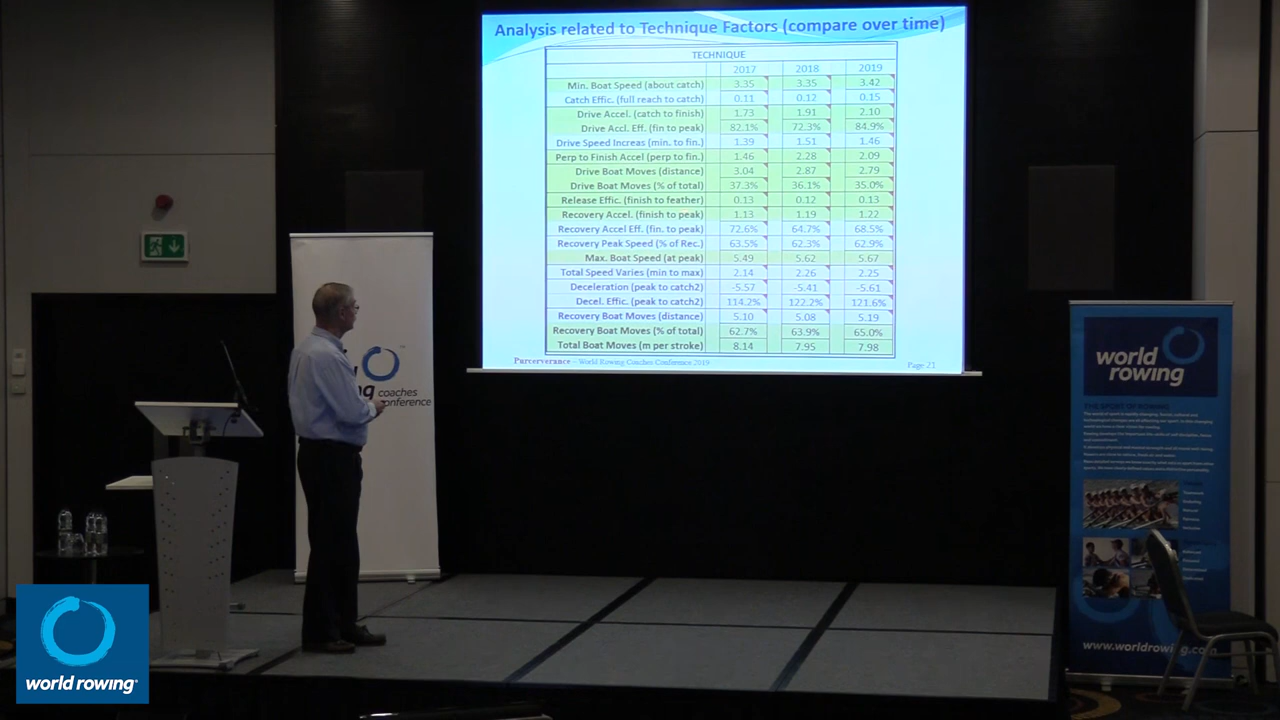 Analysis related to Technique Factors (compare over time)
TECHNIQUE
2017 2018 2019
Min. Boat Speed (about catch) 3.35 3.35 3.42
Catch Effic. (full reach to catch) 0.11 0.12 0.15
Drive Accel. (catch to finish) 1.73 1.91 2.10
Drive Accl. Eff. (fin to peak) 82.1% 72.3% 84.9%
Drive Speed Increas (min. to fin.) 1.39 1.51 1.46
Perp to Finish Accel (perp to fin.) 1.46 2.28 2.09
Drive Boat Moves (distance) 3.04 2.87 2.79
Drive Boat Moves (% of total) 37.3% 36.1% 35.0%
Release Effic. (finish to feather) 0.13 0.12 0.13
Recovery Accel. (finish to peak) 1.13 1.19 1.22
Recovery Accel Eff. (fin. to peak) 72.6% 64.7% 68.5%
Recovery Peak Speed (% of Rec.) 63.5% 62.3% 62.9%
Max. Boat Speed (at peak) 5.49 5.62 5.67
Total Speed Varies (min to max) 2.14 2.26 2.25
Deceleration (peak to catch2) -5.57 -5.41 -5.61
Decel. Effic. (peak to catch2) 114.2% 122.2% 121.6%
Recovery Boat Moves (distance) 5.10 5.08 5.19
Recovery Boat Moves (% of total) 62.7% 63.9% 65.0%
Total Boat Moves (m per stroke) 8.14 7.95 7.98
Purcerverance – World Rowing Coaches Conference 2019 Page 21
coaches
conference
world
rowing
THE SPORT OF ROWING
www.worldrowing.com
world rowing